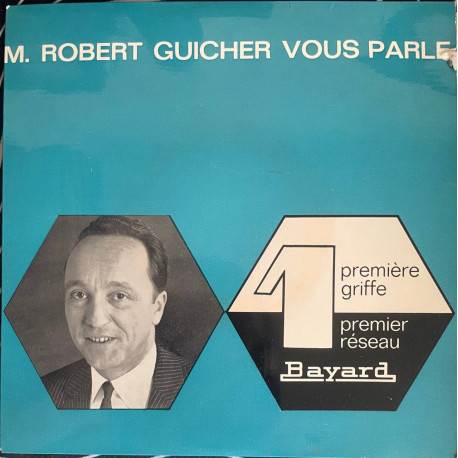 M. ROBERT GUICHER VOUS PARLE
1
première
griffe
premier
réseau
Bayard